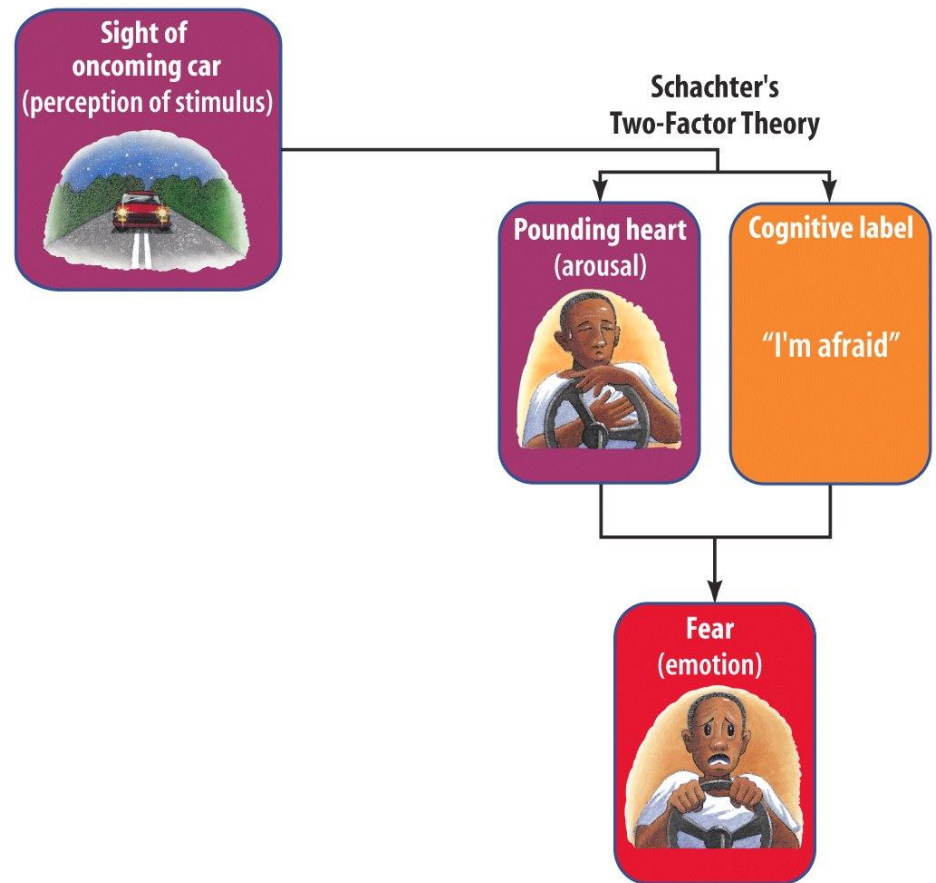 Sight of
oncoming car
(perception of stimulus)
Schachter's
Two-Factor Theory
Pounding heart
(arousal)
Cognitive label
“I'm afraid”
Fear
(emotion)